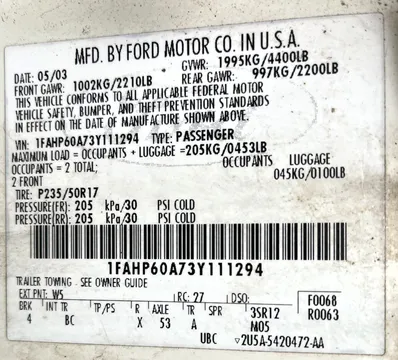 MFD. BY FORD MOTOR CO. IN U.S.A.
DATE: 05/03 GVWR: 1995KG/4400LB
FRONT GAWR: 1002KG/2210LB REAR GAWR: 997KG/2200LB
THIS VEHICLE CONFORMS TO ALL APPLICABLE FEDERAL MOTOR
VEHICLE SAFETY, BUMPER, AND THEFT PREVENTION STANDARDS
IN EFFECT ON THE DATE OF MANUFACTURE SHOWN ABOVE.
VIN: 1FAHP60A73Y111294 TYPE: PASSENGER
MAXIMUM LOAD = OCCUPANTS + LUGGAGE =205KG/0453LB
OCCUPANTS = 2 TOTAL; OCCUPANTS LUGGAGE
2 FRONT 045KG/0100LB
TIRE: P235/50R17
PRESSURE(FR): 205 kPa/30 PSI COLD
PRESSURE(RR): 205 kPa/30 PSI COLD
1FAHP60A73Y111294
TRAILER TOWING - SEE OWNER GUIDE
EXT PNT: W5 RC: 27 DSO: F0068
BRK INT TR TP/PS R AXLE TR SPR 3SR12 R0063
4 BC X 53 A M05
UBC ▽2U5A-5420472-AA